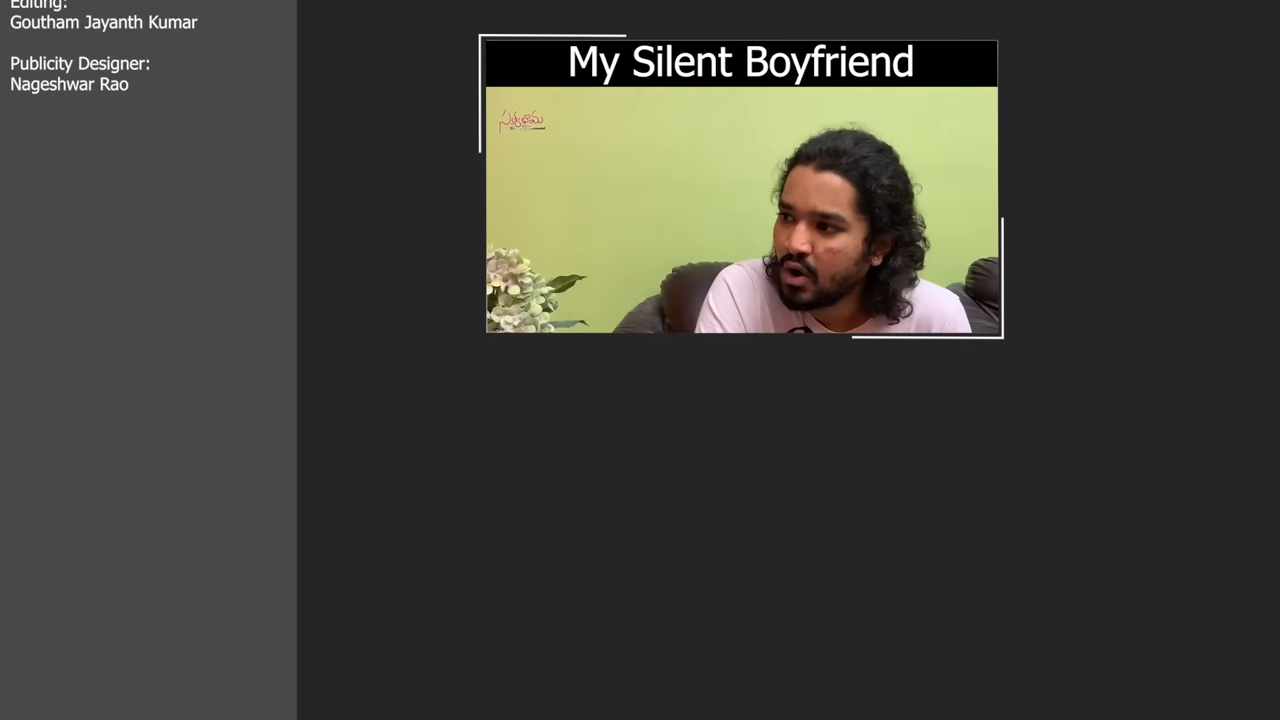 Editing:
Goutham Jayanth Kumar
Publicity Designer:
Nageshwar Rao
My Silent Boyfriend